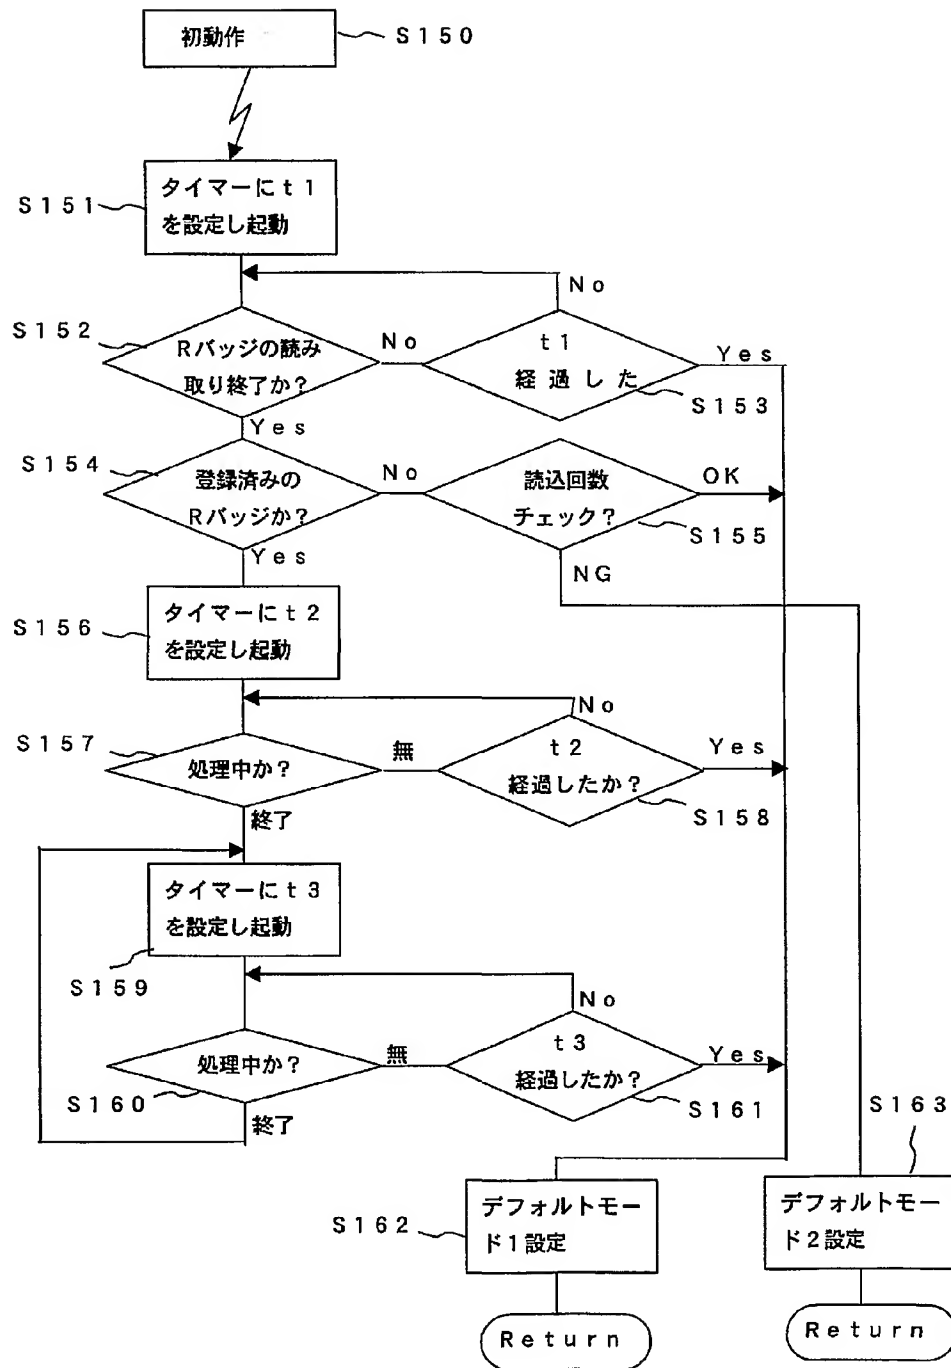 初動作
S150
タイマーにt1
を設定し起動
S151
No
S152
Rバッジの読み
取り終了か?
No
t1
経過した
Yes
S153
Yes
S154
登録済みの
Rバッジか?
No
読込回数
チェック?
OK
S155
Yes
NG
S156
タイマーにt2
を設定し起動
No
S157
処理中か?
無
t2
経過したか?
Yes
S158
終了
タイマーにt3
を設定し起動
S159
No
処理中か?
無
t3
経過したか?
Yes
S160
S161
終了
S163
S162
デフォルトモー
ド1設定
デフォルトモー
ド2設定
Return
Return